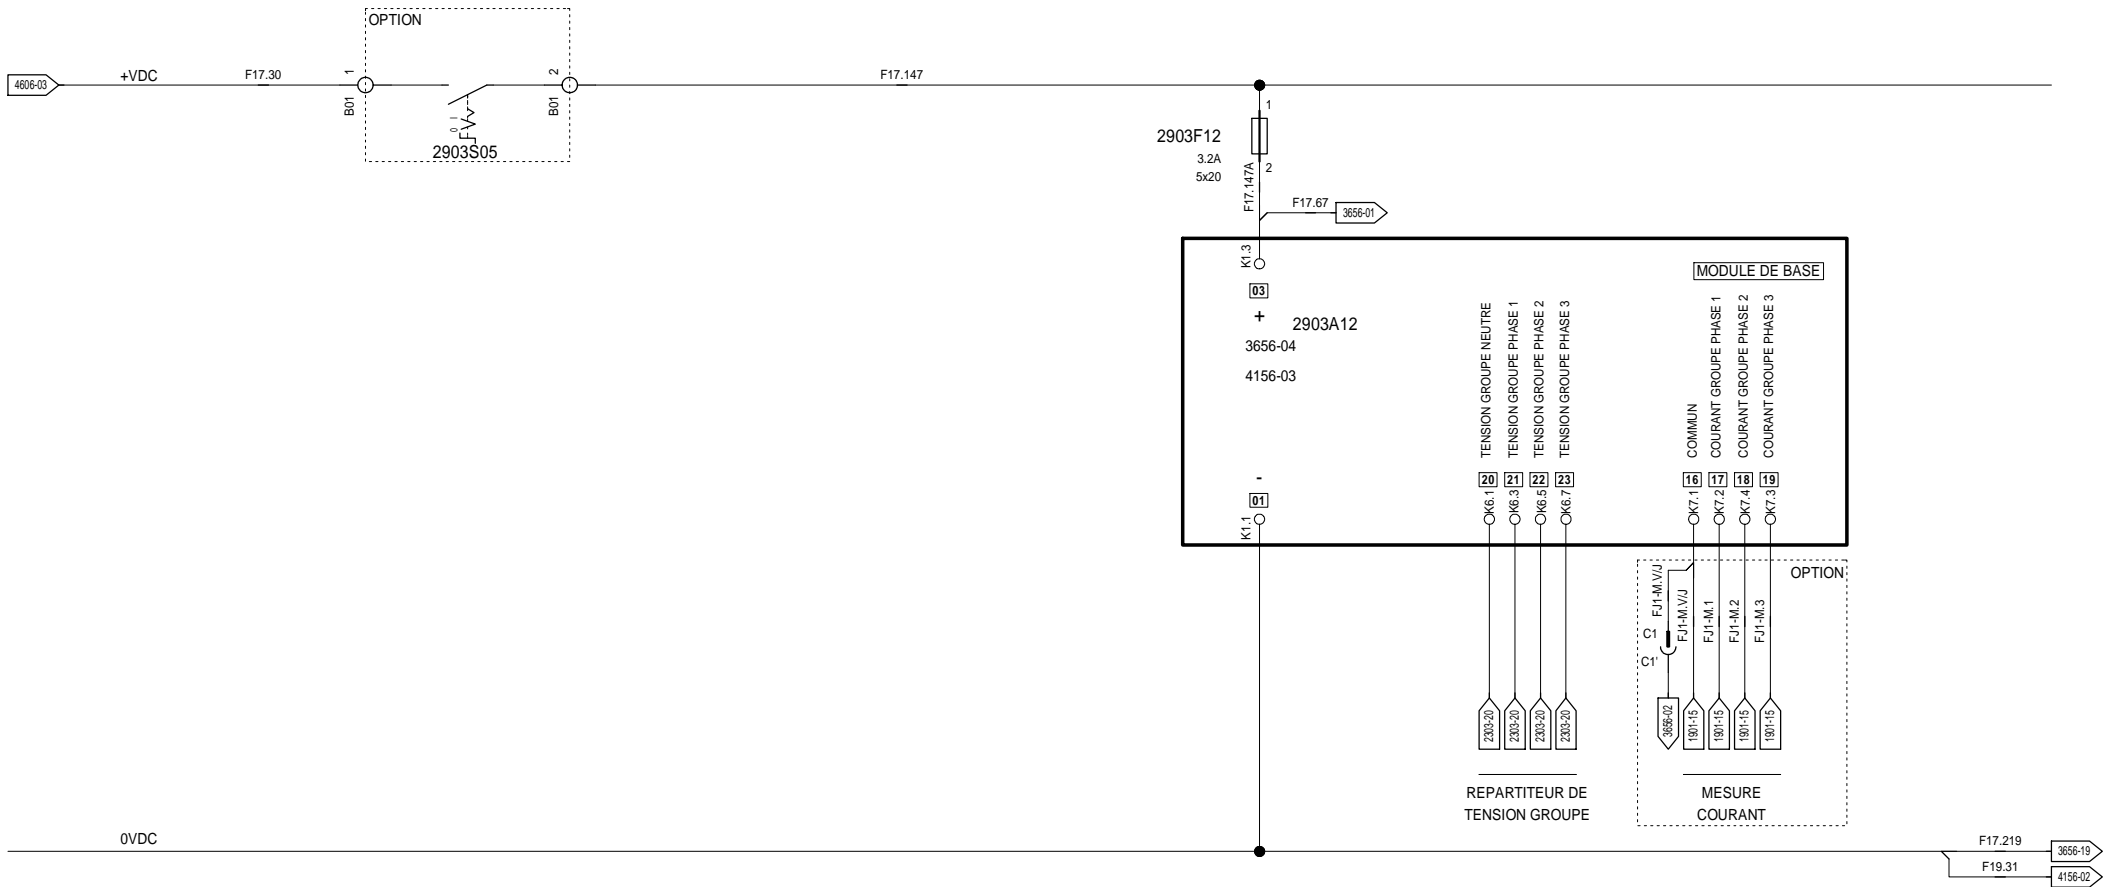 OPTION
4606-03
+VDC
F17.30
1
B01
2
B01
0 I
2903S05
F17.147
1
2903F12
3.2A
5x20
2
F17.147A
F17.67
3656-01
K1.3
03
+
2903A12
3656-04
4156-03
-
01
K1.1
MODULE DE BASE
TENSION GROUPE NEUTRE
TENSION GROUPE PHASE 1
TENSION GROUPE PHASE 2
TENSION GROUPE PHASE 3
COMMUN
COURANT GROUPE PHASE 1
COURANT GROUPE PHASE 2
COURANT GROUPE PHASE 3
20 21 22 23
16 17 18 19
K6.1
K6.3
K6.5
K6.7
K7.1
K7.2
K7.4
K7.3
OPTION
FJ1-M.V/J
FJ1-M.V/J
FJ1-M.1
FJ1-M.2
FJ1-M.3
C1
C1'
2303-20
2303-20
2303-20
2303-20
3656-02
1901-15
1901-15
1901-15
1901-15
REPARTITEUR DE
TENSION GROUPE
MESURE
COURANT
0VDC
F17.219
3656-19
F19.31
4156-02